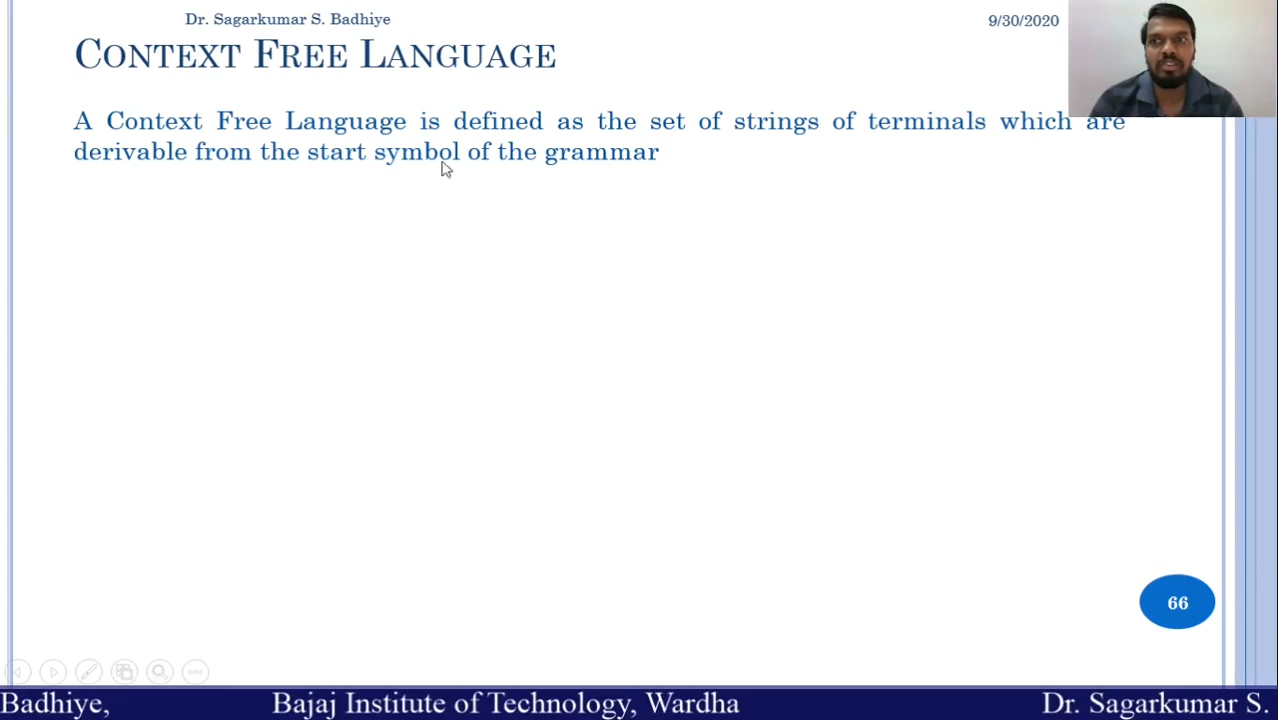 Dr. Sagarkumar S. Badhiye
9/30/2020
CONTEXT FREE LANGUAGE
A Context Free Language is defined as the set of strings of terminals which are
derivable from the start symbol of the grammar
66
Badhiye, Bajaj Institute of Technology, Wardha Dr. Sagarkumar S.